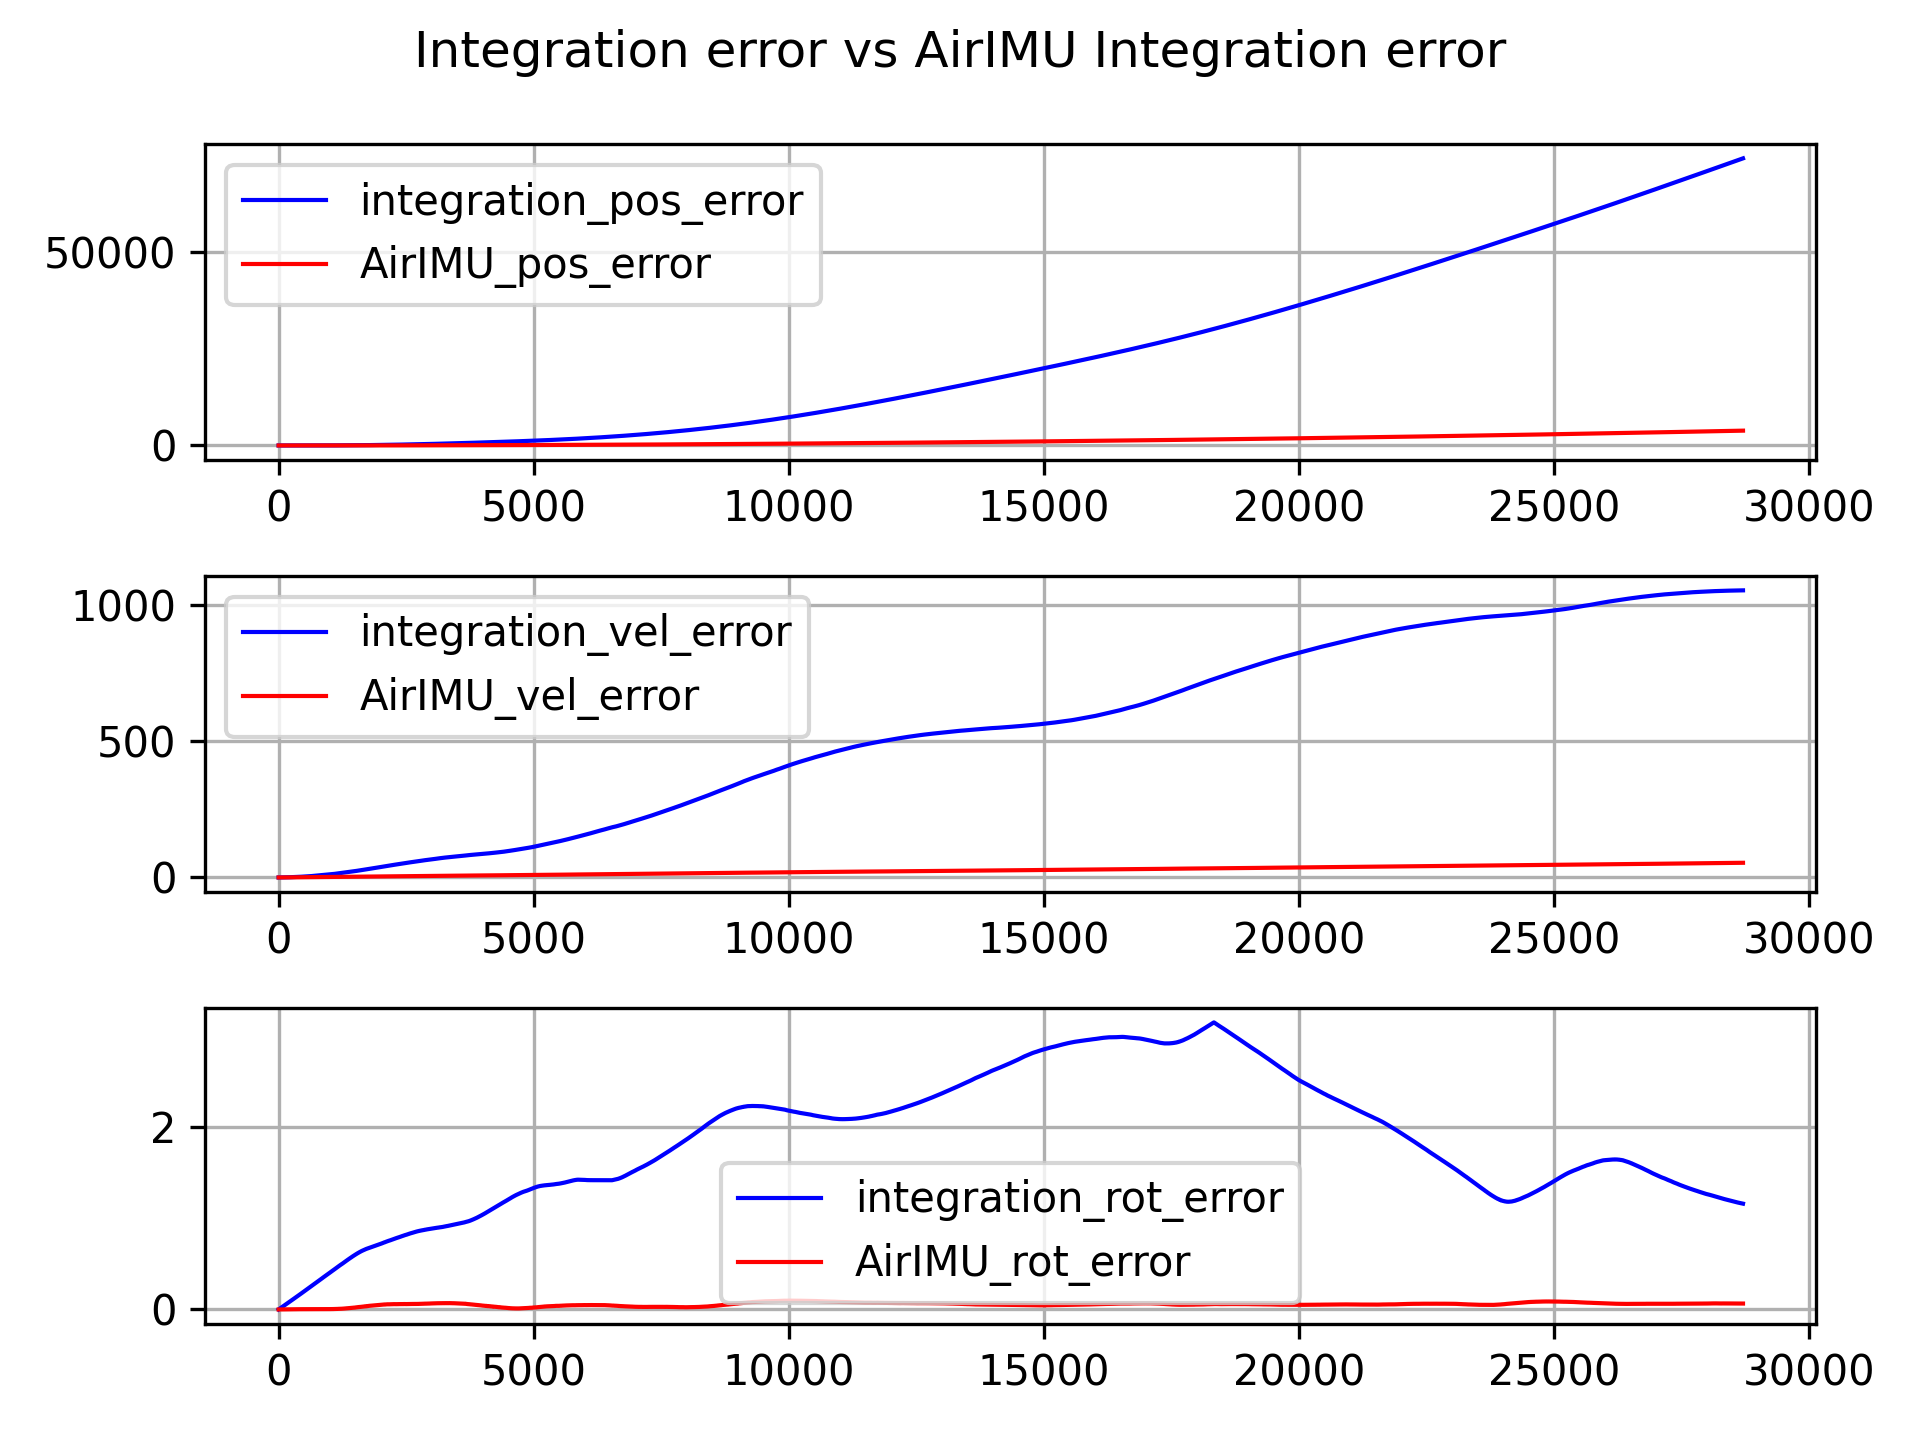 Integration error vs AirIMU Integration error
integration_pos_error
AirIMU_pos_error
50000
0
0 5000 10000 15000 20000 25000 30000
integration_vel_error
AirIMU_vel_error
1000
500
0
0 5000 10000 15000 20000 25000 30000
2
integration_rot_error
AirIMU_rot_error
0
0 5000 10000 15000 20000 25000 30000